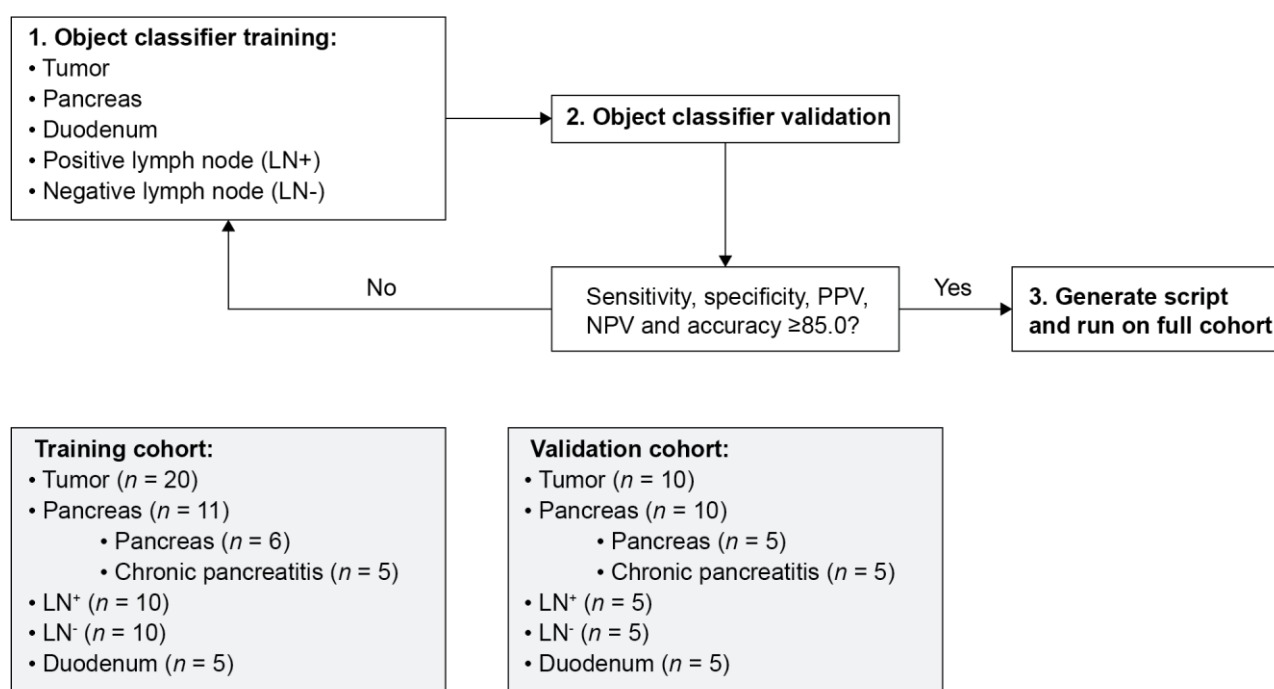 1. Object classifier training:
• Tumor
• Pancreas
• Duodenum
• Positive lymph node (LN+)
• Negative lymph node (LN-)
2. Object classifier validation
No
Sensitivity, specificity, PPV,
NPV and accuracy ≥85.0?
Yes
3. Generate script
and run on full cohort
Training cohort:
• Tumor (n = 20)
• Pancreas (n = 11)
• Pancreas (n = 6)
• Chronic pancreatitis (n = 5)
• LN⁺ (n = 10)
• LN⁻ (n = 10)
• Duodenum (n = 5)
Validation cohort:
• Tumor (n = 10)
• Pancreas (n = 10)
• Pancreas (n = 5)
• Chronic pancreatitis (n = 5)
• LN⁺ (n = 5)
• LN⁻ (n = 5)
• Duodenum (n = 5)